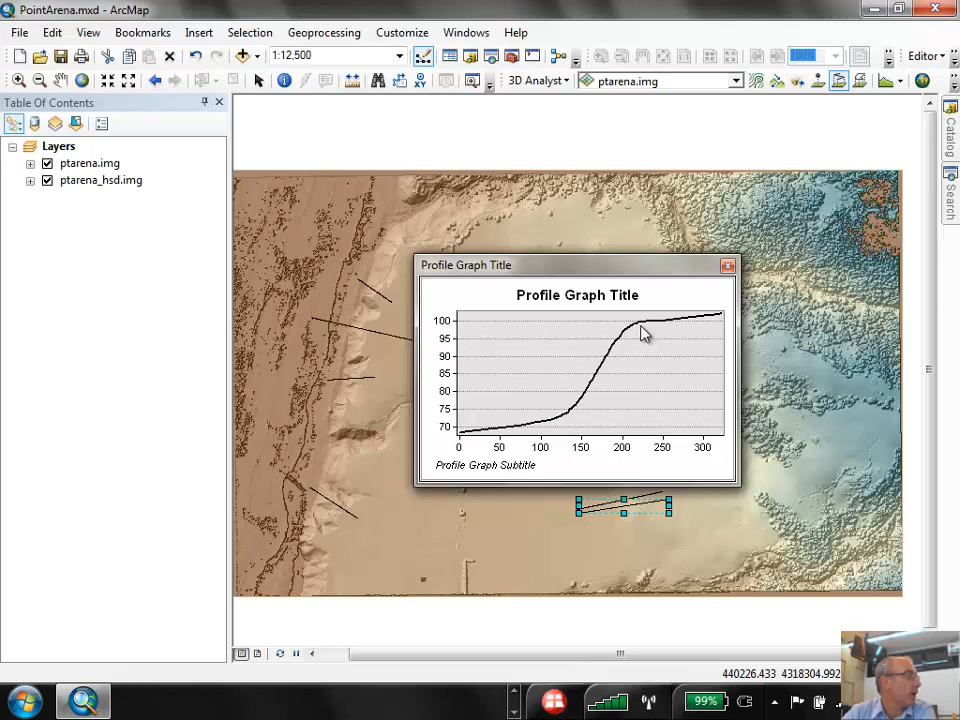 PointArena.mxd - ArcMap
File Edit View Bookmarks Insert Selection Geoprocessing Customize Windows Help
1:12,500
Editor
3D Analyst
ptarena.img
Table Of Contents
Layers
ptarena.img
ptarena_hsd.img
Catalog
Search
Profile Graph Title
Profile Graph Title
100
95
90
85
80
75
70
0 50 100 150 200 250 300
Profile Graph Subtitle
440226.433 4318304.992
99%